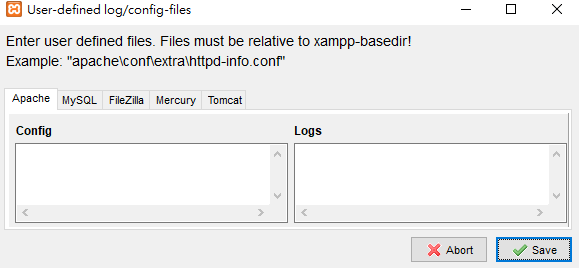 User-defined log/config-files
Enter user defined files. Files must be relative to xampp-basedir!
Example: "apache\conf\extra\httpd-info.conf"
Apache MySQL FileZilla Mercury Tomcat
Config Logs
Abort Save